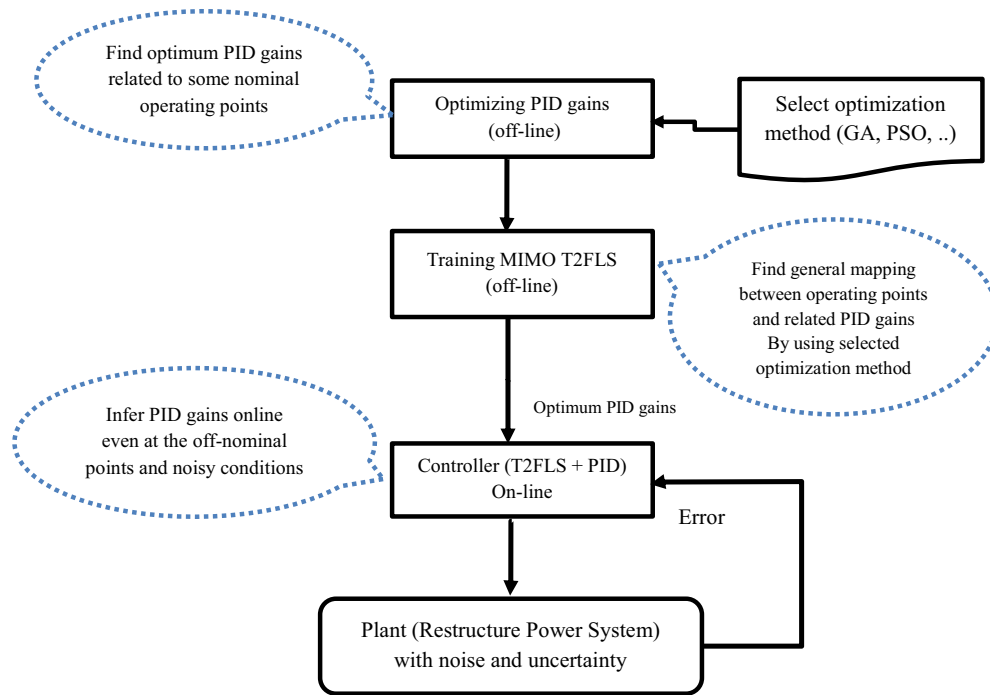 Find optimum PID gains
related to some nominal
operating points
Optimizing PID gains
(off-line)
Select optimization
method (GA, PSO, ..)
Training MIMO T2FLS
(off-line)
Find general mapping
between operating points
and related PID gains
By using selected
optimization method
Optimum PID gains
Infer PID gains online
even at the off-nominal
points and noisy conditions
Controller (T2FLS + PID)
On-line
Error
Plant (Restructure Power System)
with noise and uncertainty